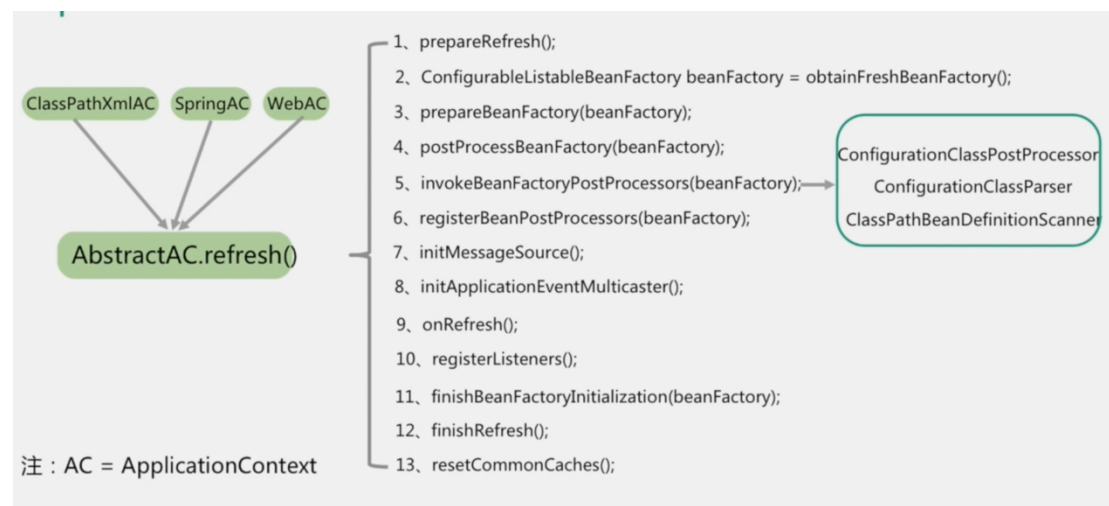 ClassPathXmlAC
SpringAC
WebAC
AbstractAC.refresh()
注：AC = ApplicationContext
1、prepareRefresh();
2、ConfigurableListableBeanFactory beanFactory = obtainFreshBeanFactory();
3、prepareBeanFactory(beanFactory);
4、postProcessBeanFactory(beanFactory);
5、invokeBeanFactoryPostProcessors(beanFactory);
6、registerBeanPostProcessors(beanFactory);
7、initMessageSource();
8、initApplicationEventMulticaster();
9、onRefresh();
10、registerListeners();
11、finishBeanFactoryInitialization(beanFactory);
12、finishRefresh();
13、resetCommonCaches();
ConfigurationClassPostProcessor
ConfigurationClassParser
ClassPathBeanDefinitionScanner